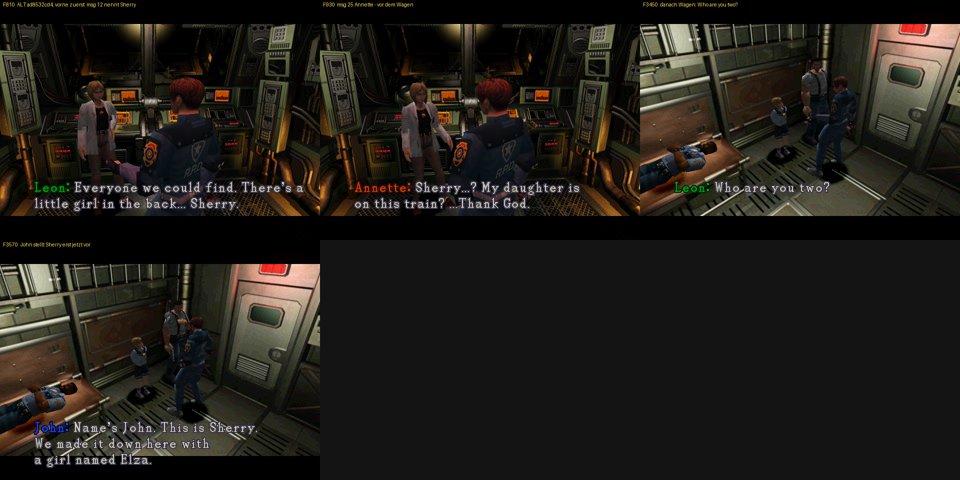 F810 ALT ad8532cd4, vorne zuerst: msg 12 nennt Sherry
F830 msg 25 Annette - vor dem Wagen
F3450 danach Wagen: Who are you two?
Leon: Everyone we could find. There's a
little girl in the back... Sherry.
Annette: Sherry...? My daughter is
on this train? ...Thank God.
Leon: Who are you two?
F3570 John stellt Sherry erst jetzt vor
John: Name's John. This is Sherry.
We made it down here with
a girl named Elza.